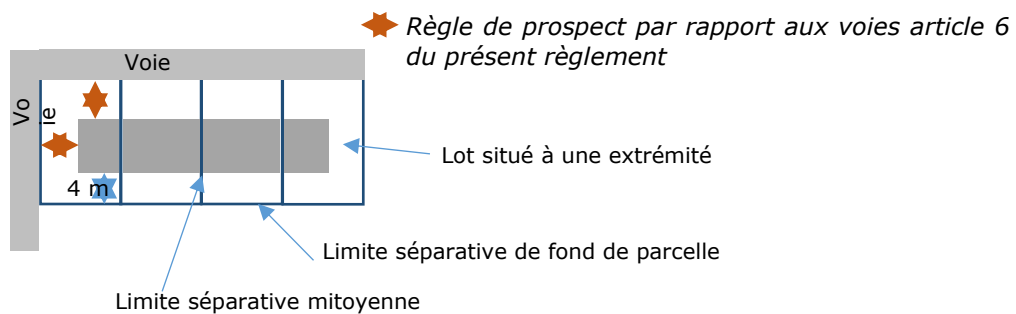 Règle de prospect par rapport aux voies article 6
du présent règlement
Voie
Vo
ie
Lot situé à une extrémité
4 m
Limite séparative de fond de parcelle
Limite séparative mitoyenne